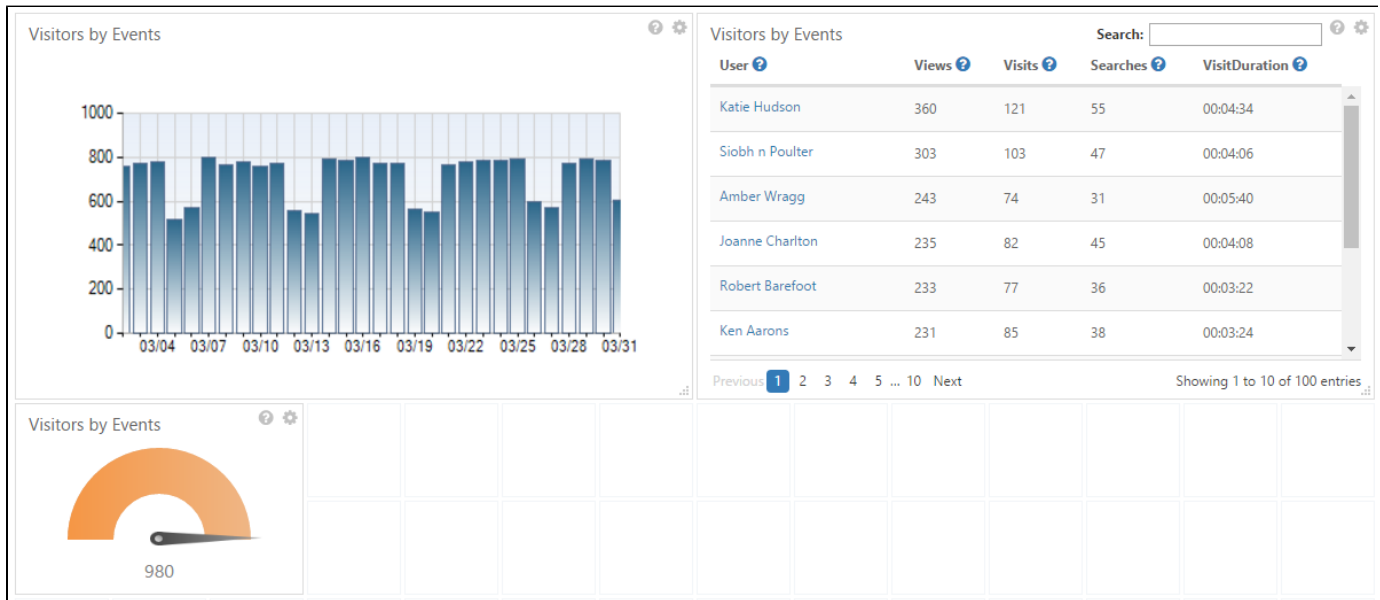 Visitors by Events
1000
800
600
400
200
0
03/04 03/07 03/10 03/13 03/16 03/19 03/22 03/25 03/28 03/31
Visitors by Events Search:
User Views Visits Searches VisitDuration
Katie Hudson 360 121 55 00:04:34
Siobh n Poulter 303 103 47 00:04:06
Amber Wragg 243 74 31 00:05:40
Joanne Charlton 235 82 45 00:04:08
Robert Barefoot 233 77 36 00:03:22
Ken Aarons 231 85 38 00:03:24
Previous 1 2 3 4 5 ... 10 Next Showing 1 to 10 of 100 entries
Visitors by Events
980